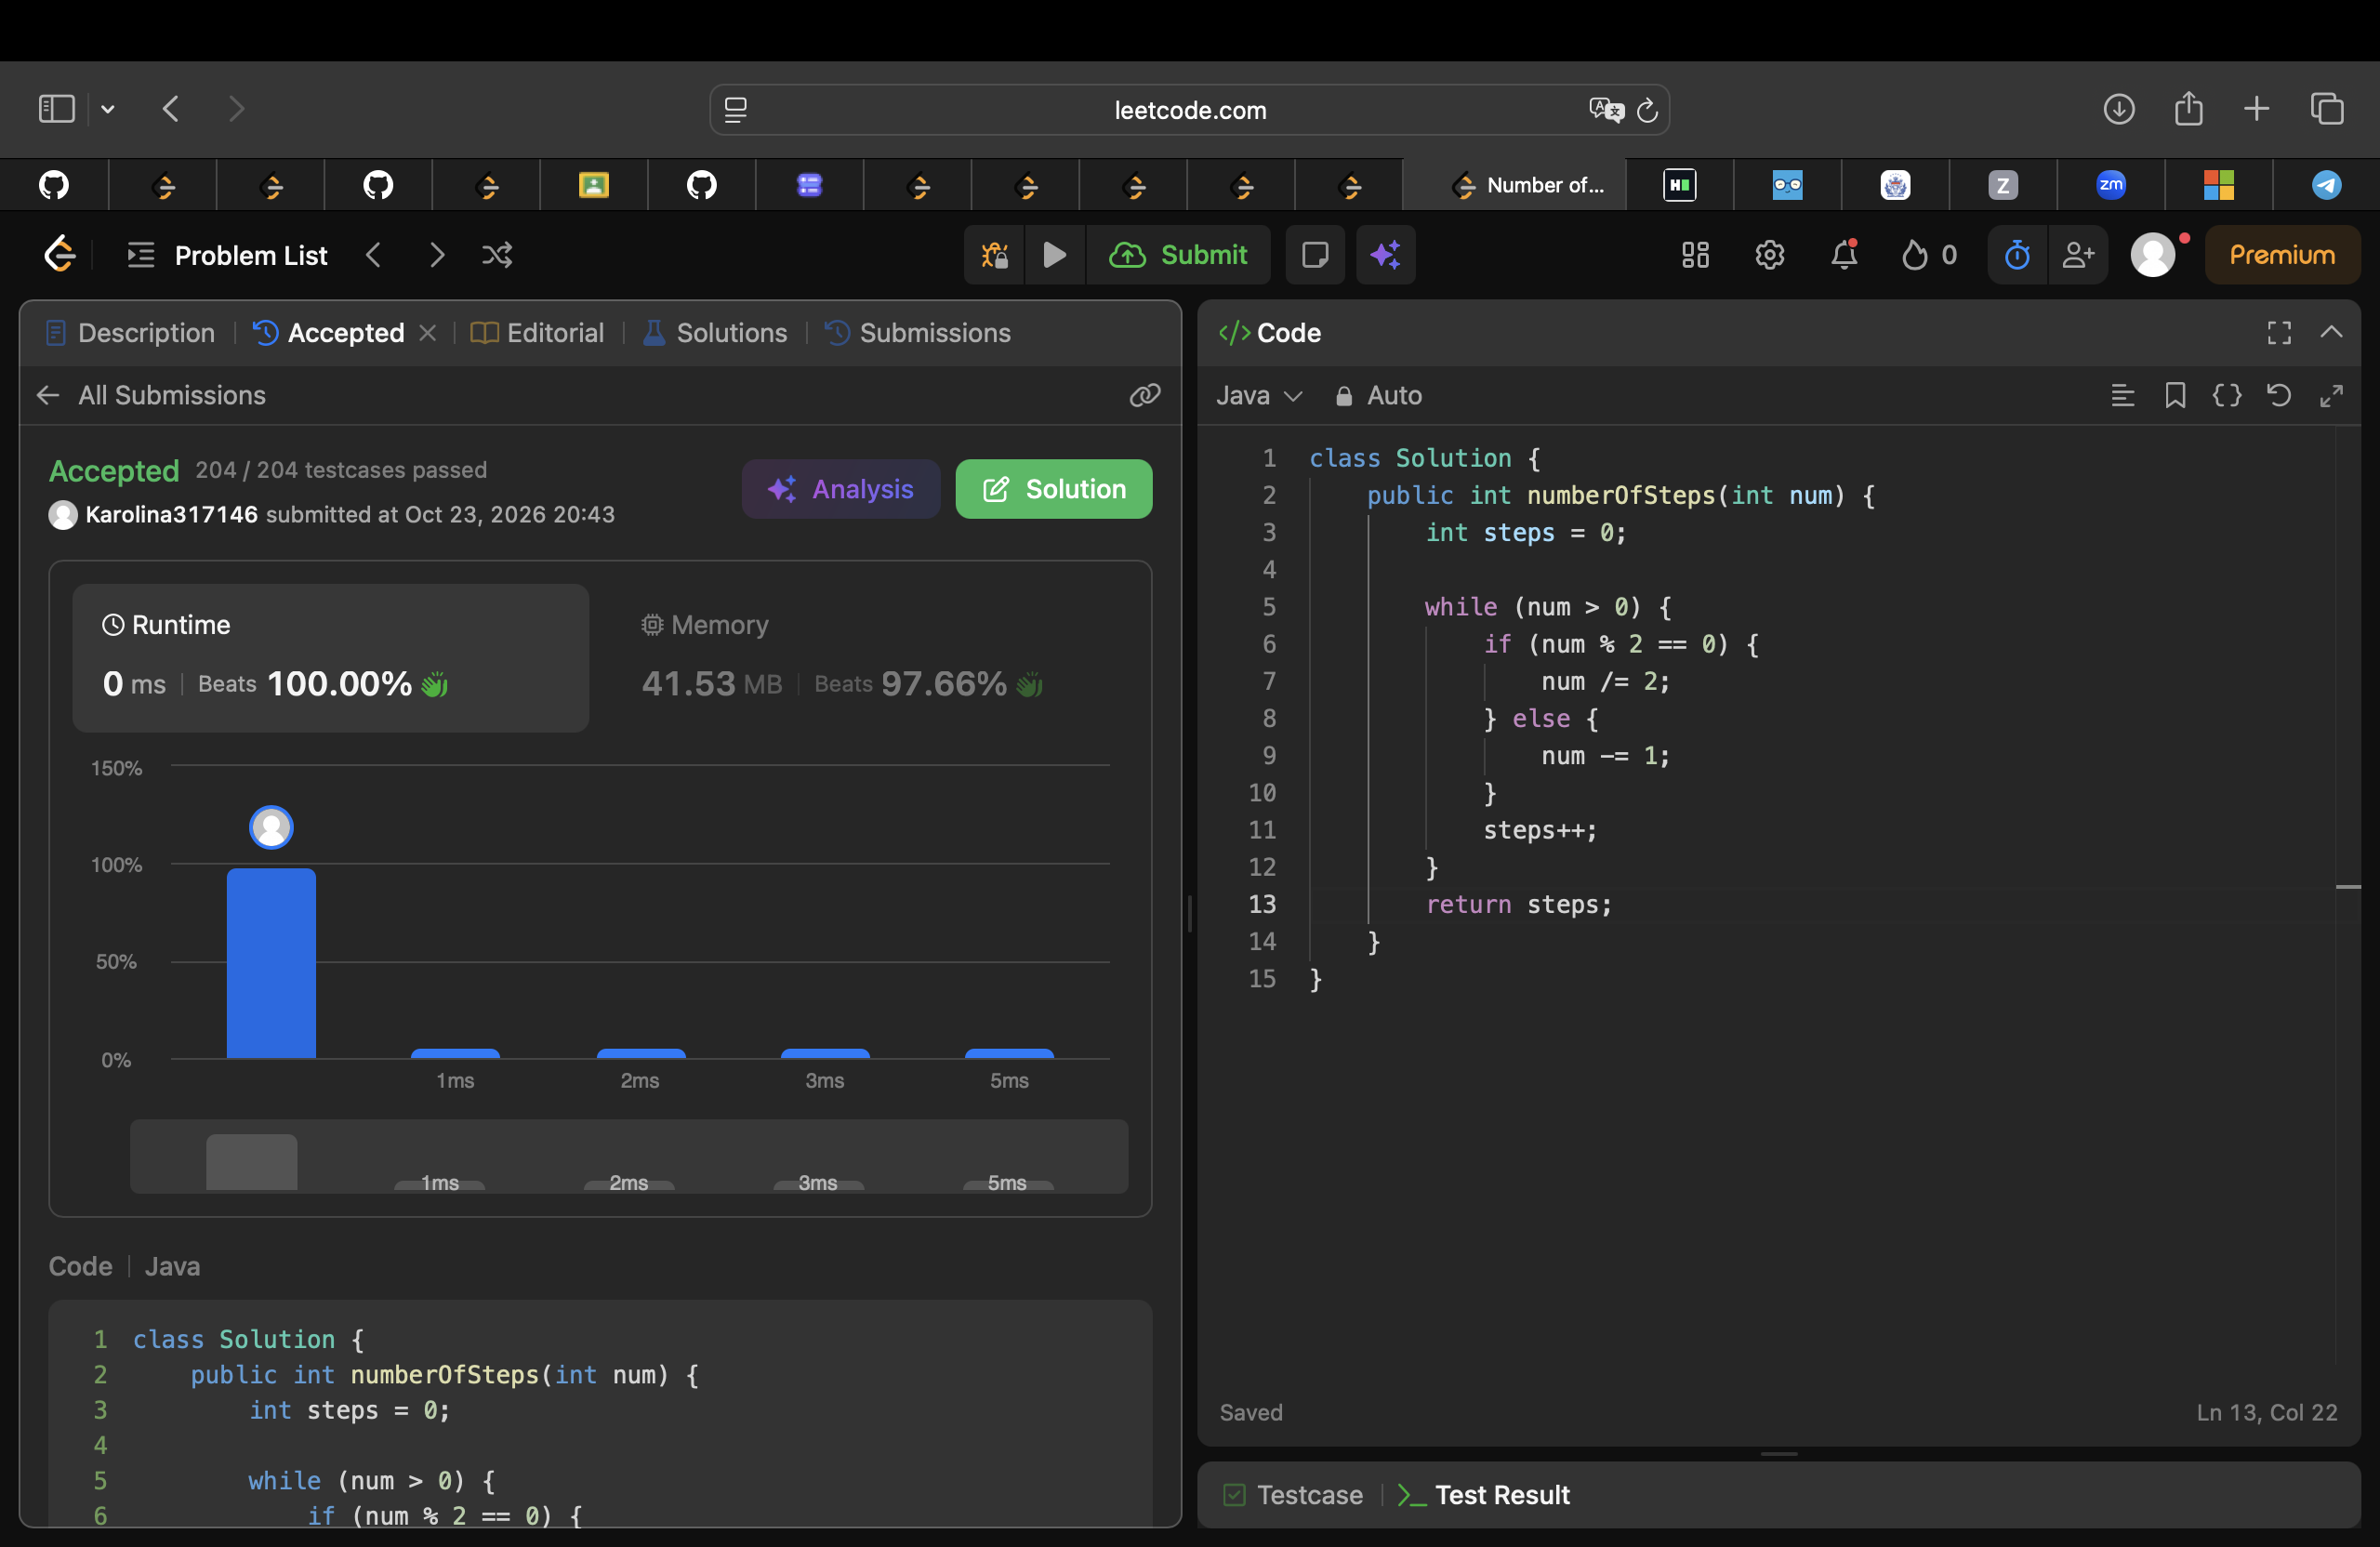 leetcode.com
Number of...
Problem List
Submit
0
Premium
Description
Accepted
Editorial
Solutions
Submissions
All Submissions
Accepted 204 / 204 testcases passed
Karolina317146 submitted at Oct 23, 2026 20:43
Analysis
Solution
Runtime
0 ms
Beats 100.00%
Memory
41.53 MB
Beats 97.66%
150%
100%
50%
0%
1ms 2ms 3ms 5ms
1ms 2ms 3ms 5ms
Code | Java
1 class Solution {
2 public int numberOfSteps(int num) {
3 int steps = 0;
4
5 while (num > 0) {
6 if (num % 2 == 0) {
</> Code
Java
Auto
1 class Solution {
2 public int numberOfSteps(int num) {
3 int steps = 0;
4
5 while (num > 0) {
6 if (num % 2 == 0) {
7 num /= 2;
8 } else {
9 num -= 1;
10 }
11 steps++;
12 }
13 return steps;
14 }
15 }
Saved
Ln 13, Col 22
Testcase
>_ Test Result
H
Z
zm